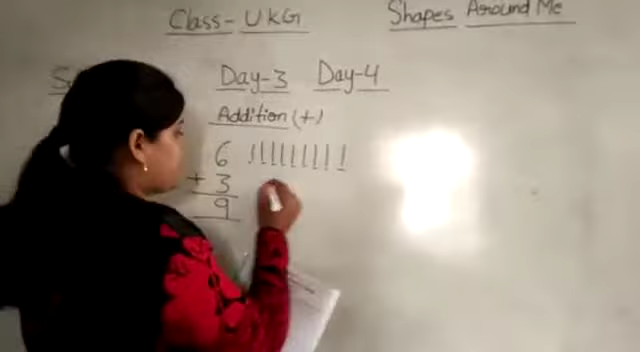 Class-UKG
Shapes Around Me
Day-3 Day-4
Addition (+)
6
+3
9